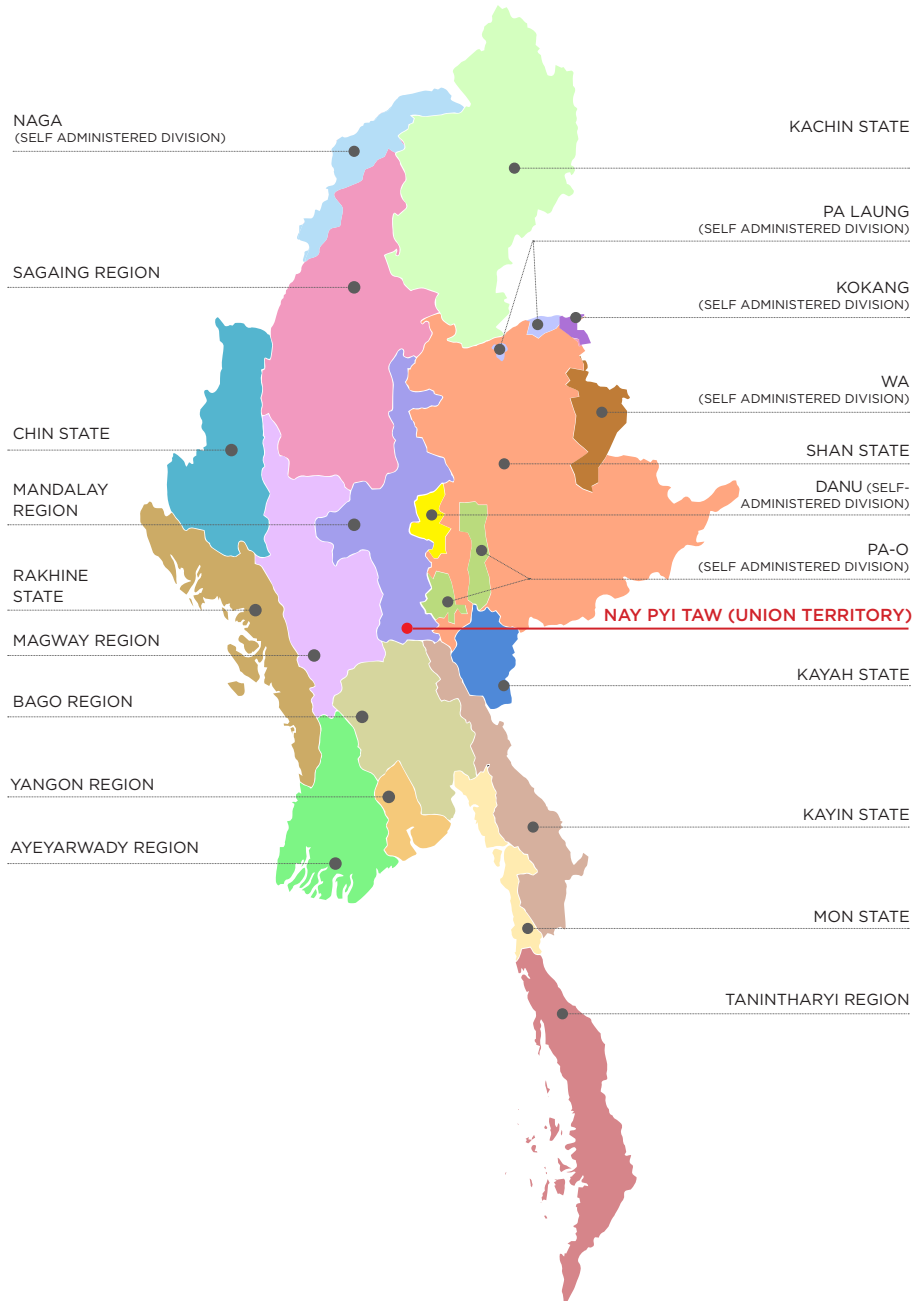 NAGA
(SELF ADMINISTERED DIVISION)
SAGAING REGION
CHIN STATE
MANDALAY
REGION
RAKHINE
STATE
MAGWAY REGION
BAGO REGION
YANGON REGION
AYEYARWADY REGION
KACHIN STATE
PA LAUNG
(SELF ADMINISTERED DIVISION)
KOKANG
(SELF ADMINISTERED DIVISION)
WA
(SELF ADMINISTERED DIVISION)
SHAN STATE
DANU (SELF-
ADMINISTERED DIVISION)
PA-O
(SELF ADMINISTERED DIVISION)
NAY PYI TAW (UNION TERRITORY)
KAYAH STATE
KAYIN STATE
MON STATE
TANINTHARYI REGION